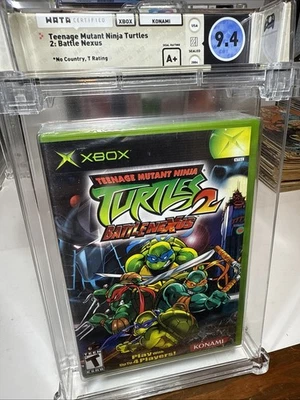 WATA CERTIFIED XBOX KONAMI
Teenage Mutant Ninja Turtles
2: Battle Nexus
*No Country, T Rating
A+
9.4
XBOX
TEENAGE MUTANT NINJA
TURTLES 2
BATTLE NEXUS
Play with
Up to 4 Players!
TEEN
T
KONAMI